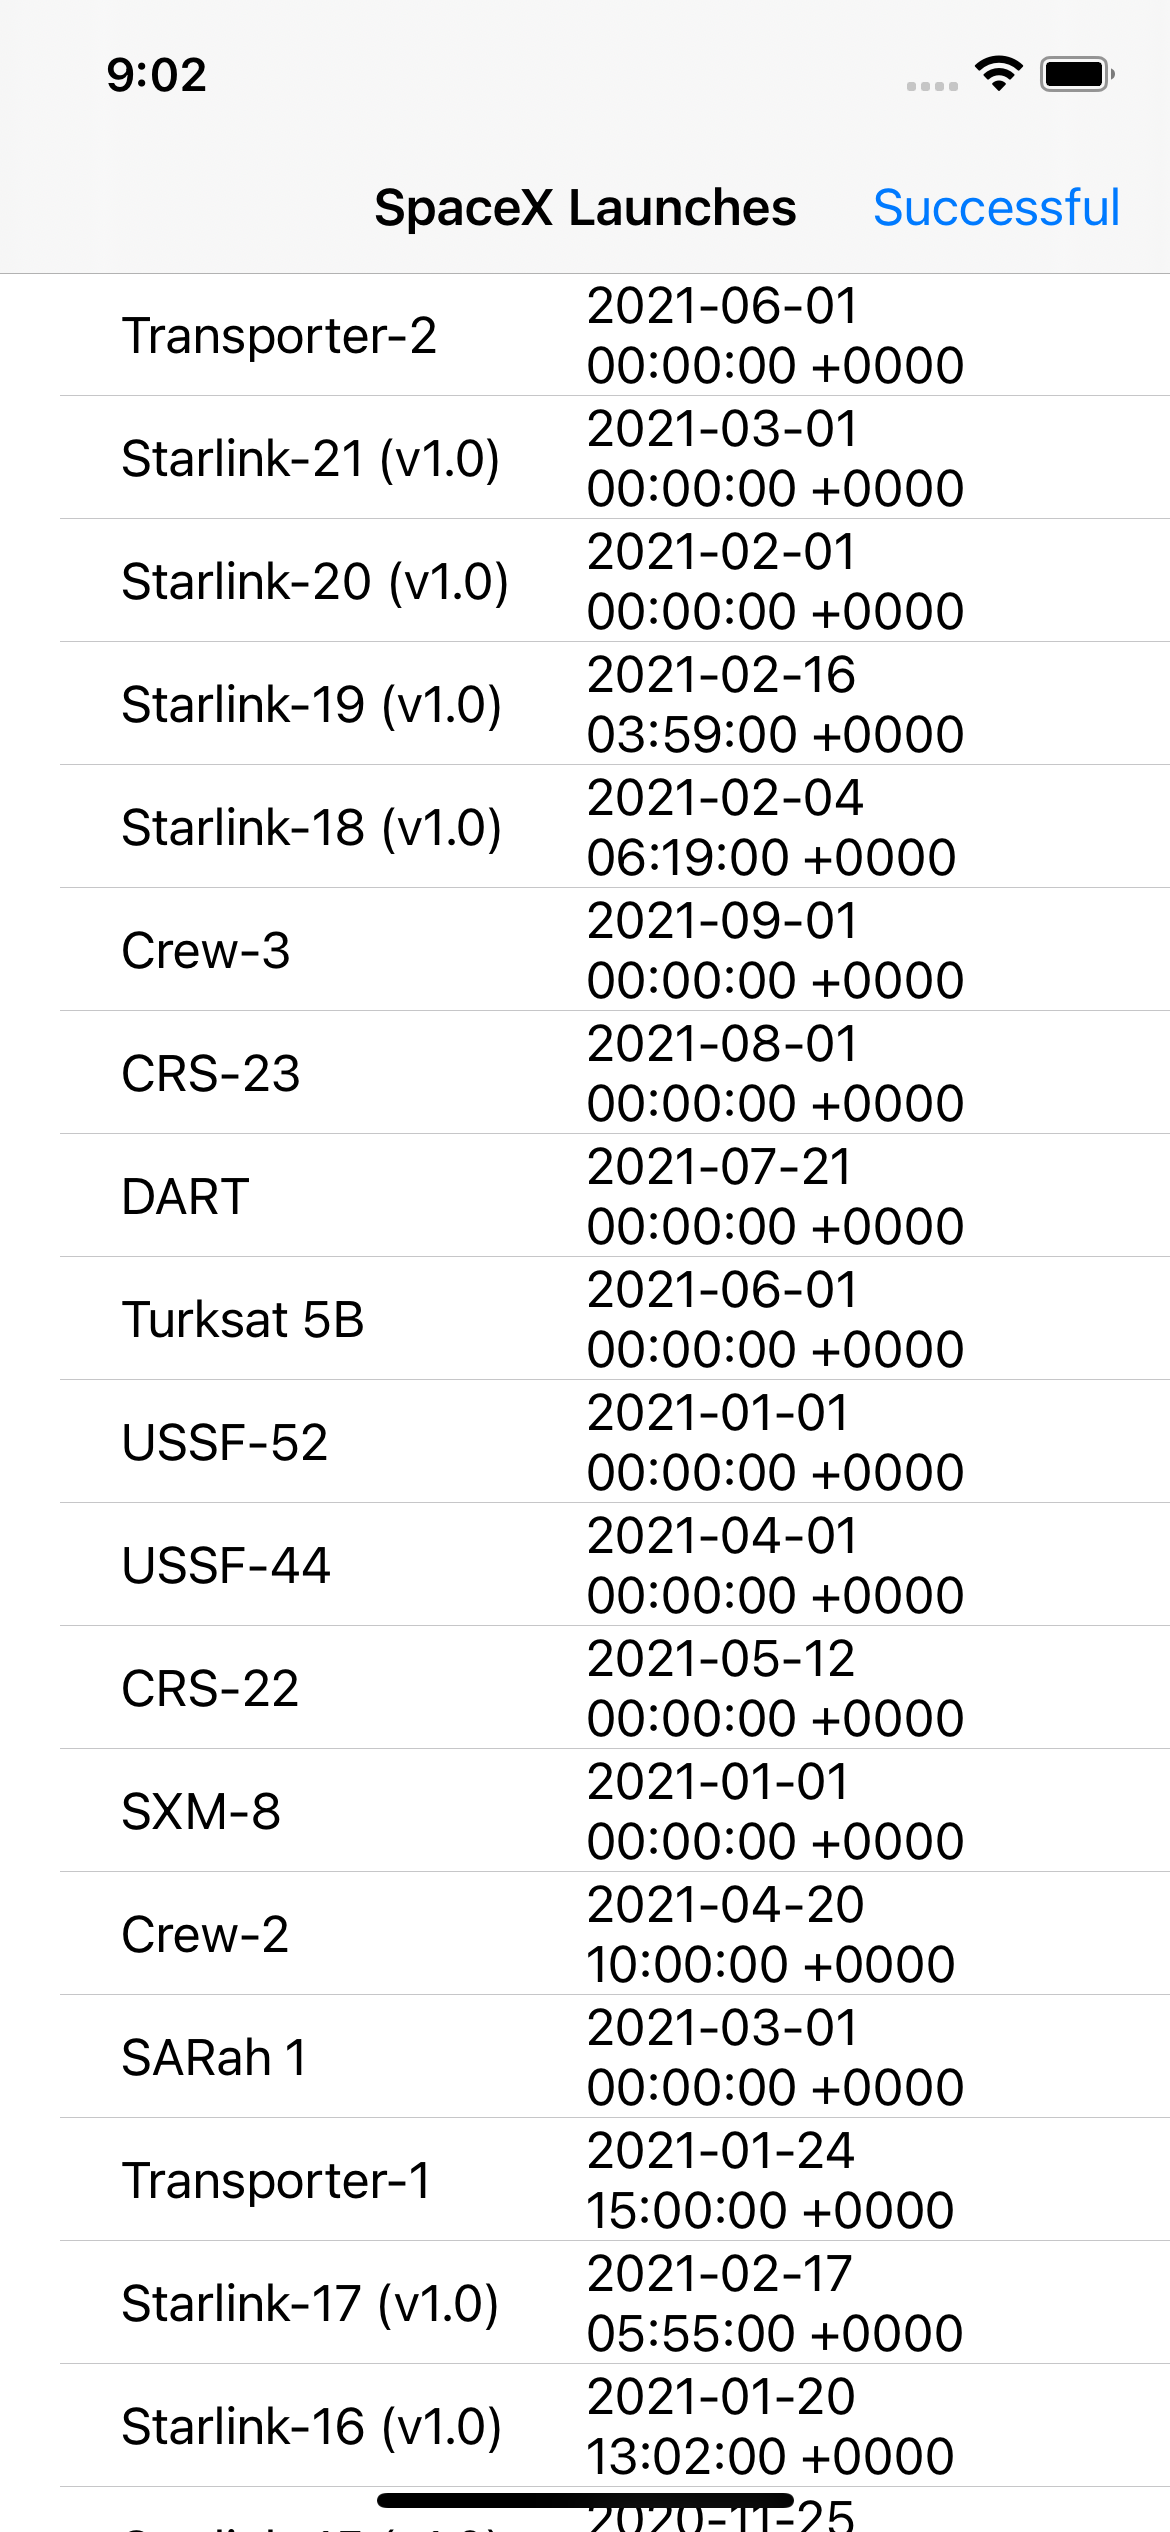 9:02
SpaceX Launches Successful
Transporter-2
2021-06-01
00:00:00 +0000
Starlink-21 (v1.0)
2021-03-01
00:00:00 +0000
Starlink-20 (v1.0)
2021-02-01
00:00:00 +0000
Starlink-19 (v1.0)
2021-02-16
03:59:00 +0000
Starlink-18 (v1.0)
2021-02-04
06:19:00 +0000
Crew-3
2021-09-01
00:00:00 +0000
CRS-23
2021-08-01
00:00:00 +0000
DART
2021-07-21
00:00:00 +0000
Turksat 5B
2021-06-01
00:00:00 +0000
USSF-52
2021-01-01
00:00:00 +0000
USSF-44
2021-04-01
00:00:00 +0000
CRS-22
2021-05-12
00:00:00 +0000
SXM-8
2021-01-01
00:00:00 +0000
Crew-2
2021-04-20
10:00:00 +0000
SARah 1
2021-03-01
00:00:00 +0000
Transporter-1
2021-01-24
15:00:00 +0000
Starlink-17 (v1.0)
2021-02-17
05:55:00 +0000
Starlink-16 (v1.0)
2021-01-20
13:02:00 +0000
2020-11-25